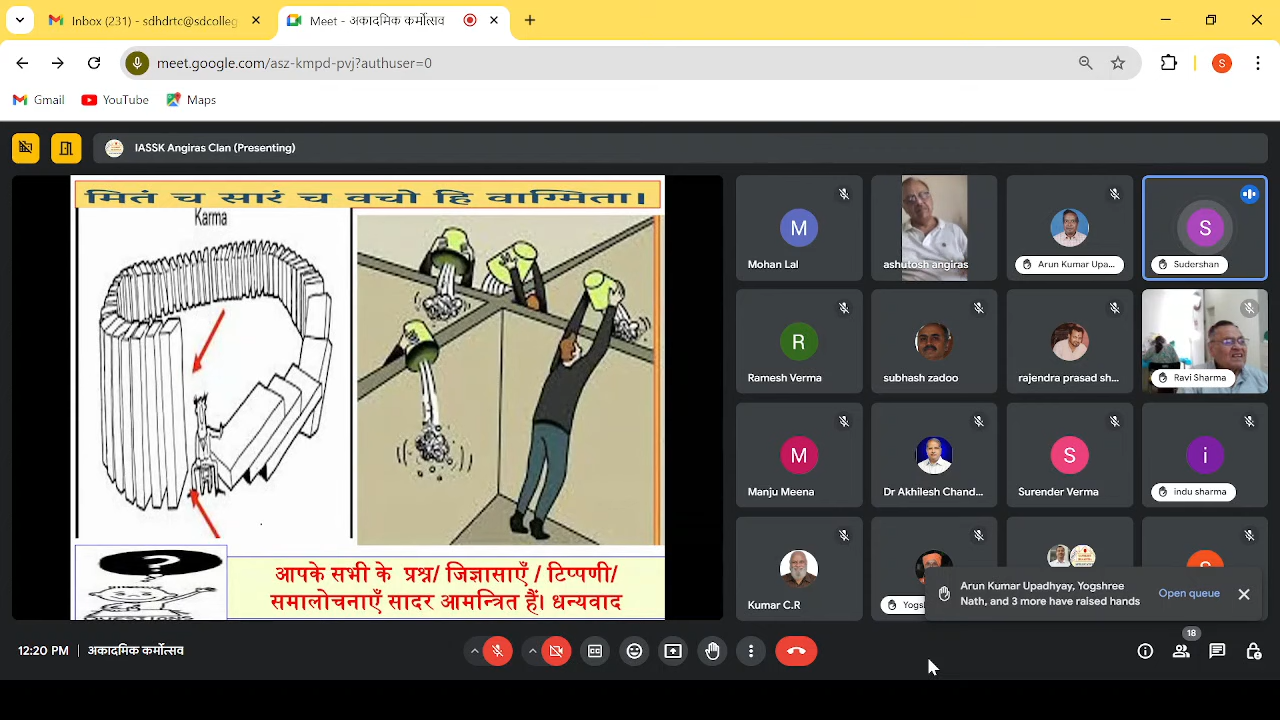 Inbox (231) - sdhdrtc@sdcolleg
Meet - अकादमिक कर्मोत्सव
meet.google.com/asz-kmpd-pvj?authuser=0
S
Gmail
YouTube
Maps
IASSK Angiras Clan (Presenting)
मितं च सारं च वचो हि वाग्मिता।
Karma
?
QUESTIONS
आपके सभी के प्रश्न/ जिज्ञासाएँ / टिप्पणी/
समालोचनाएँ सादर आमन्त्रित हैं। धन्यवाद
M
Mohan Lal
ashutosh angiras
Arun Kumar Upa...
S
Sudershan
R
Ramesh Verma
subhash zadoo
rajendra prasad sh...
Ravi Sharma
M
Manju Meena
Dr Akhilesh Chand...
S
Surender Verma
i
indu sharma
Kumar C.R
Yogs
Arun Kumar Upadhyay, Yogshree
Nath, and 3 more have raised hands
Open queue
12:20 PM | अकादमिक कर्मोत्सव
18